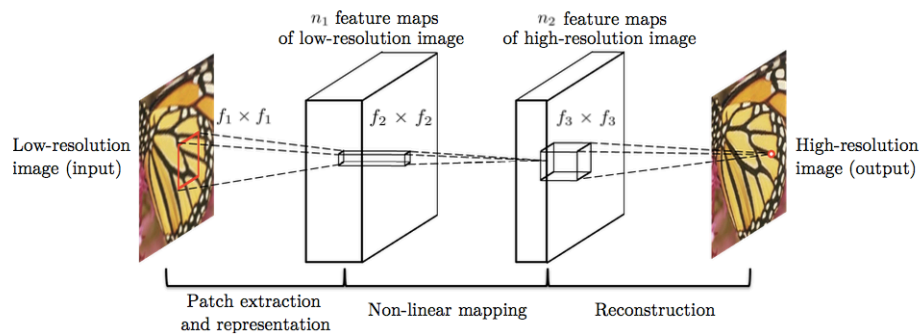 n₁ feature maps
of low-resolution image
n₂ feature maps
of high-resolution image
f₁ × f₁
f₂ × f₂
f₃ × f₃
Low-resolution
image (input)
High-resolution
image (output)
Patch extraction
and representation
Non-linear mapping
Reconstruction